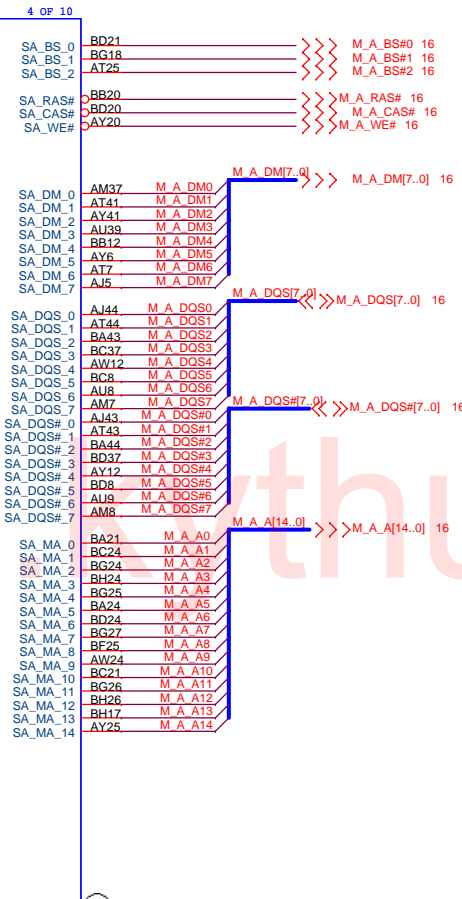 4 OF 10
SA_BS_0 BD21 M_A_BS#0 16
SA_BS_1 BG18 M_A_BS#1 16
SA_BS_2 AT25 M_A_BS#2 16
SA_RAS# BB20 M_A_RAS# 16
SA_CAS# BD20 M_A_CAS# 16
SA_WE# AY20 M_A_WE# 16
M_A_DM[7..0] M_A_DM[7..0] 16
SA_DM_0 AM37 M_A_DM0
SA_DM_1 AT41 M_A_DM1
SA_DM_2 AY41 M_A_DM2
SA_DM_3 AU39 M_A_DM3
SA_DM_4 BB12 M_A_DM4
SA_DM_5 AY6 M_A_DM5
SA_DM_6 AT7 M_A_DM6
SA_DM_7 AJ5 M_A_DM7
M_A_DQS[7..0] M_A_DQS[7..0] 16
SA_DQS_0 AJ44 M_A_DQS0
SA_DQS_1 AT44 M_A_DQS1
SA_DQS_2 BA43 M_A_DQS2
SA_DQS_3 BC37 M_A_DQS3
SA_DQS_4 AW12 M_A_DQS4
SA_DQS_5 BC8 M_A_DQS5
SA_DQS_6 AU8 M_A_DQS6
SA_DQS_7 AM7 M_A_DQS7
M_A_DQS#[7..0] M_A_DQS#[7..0] 16
SA_DQS#_0 AJ43 M_A_DQS#0
SA_DQS#_1 AT43 M_A_DQS#1
SA_DQS#_2 BA44 M_A_DQS#2
SA_DQS#_3 BD37 M_A_DQS#3
SA_DQS#_4 AY12 M_A_DQS#4
SA_DQS#_5 BD8 M_A_DQS#5
SA_DQS#_6 AU9 M_A_DQS#6
SA_DQS#_7 AM8 M_A_DQS#7
M_A_A[14..0] M_A_A[14..0] 16
SA_MA_0 BA21 M_A_A0
SA_MA_1 BC24 M_A_A1
SA_MA_2 BG24 M_A_A2
SA_MA_3 BH24 M_A_A3
SA_MA_4 BG25 M_A_A4
SA_MA_5 BA24 M_A_A5
SA_MA_6 BD24 M_A_A6
SA_MA_7 BG27 M_A_A7
SA_MA_8 BF25 M_A_A8
SA_MA_9 AW24 M_A_A9
SA_MA_10 BC21 M_A_A10
SA_MA_11 BG26 M_A_A11
SA_MA_12 BH26 M_A_A12
SA_MA_13 BH17 M_A_A13
SA_MA_14 AY25 M_A_A14